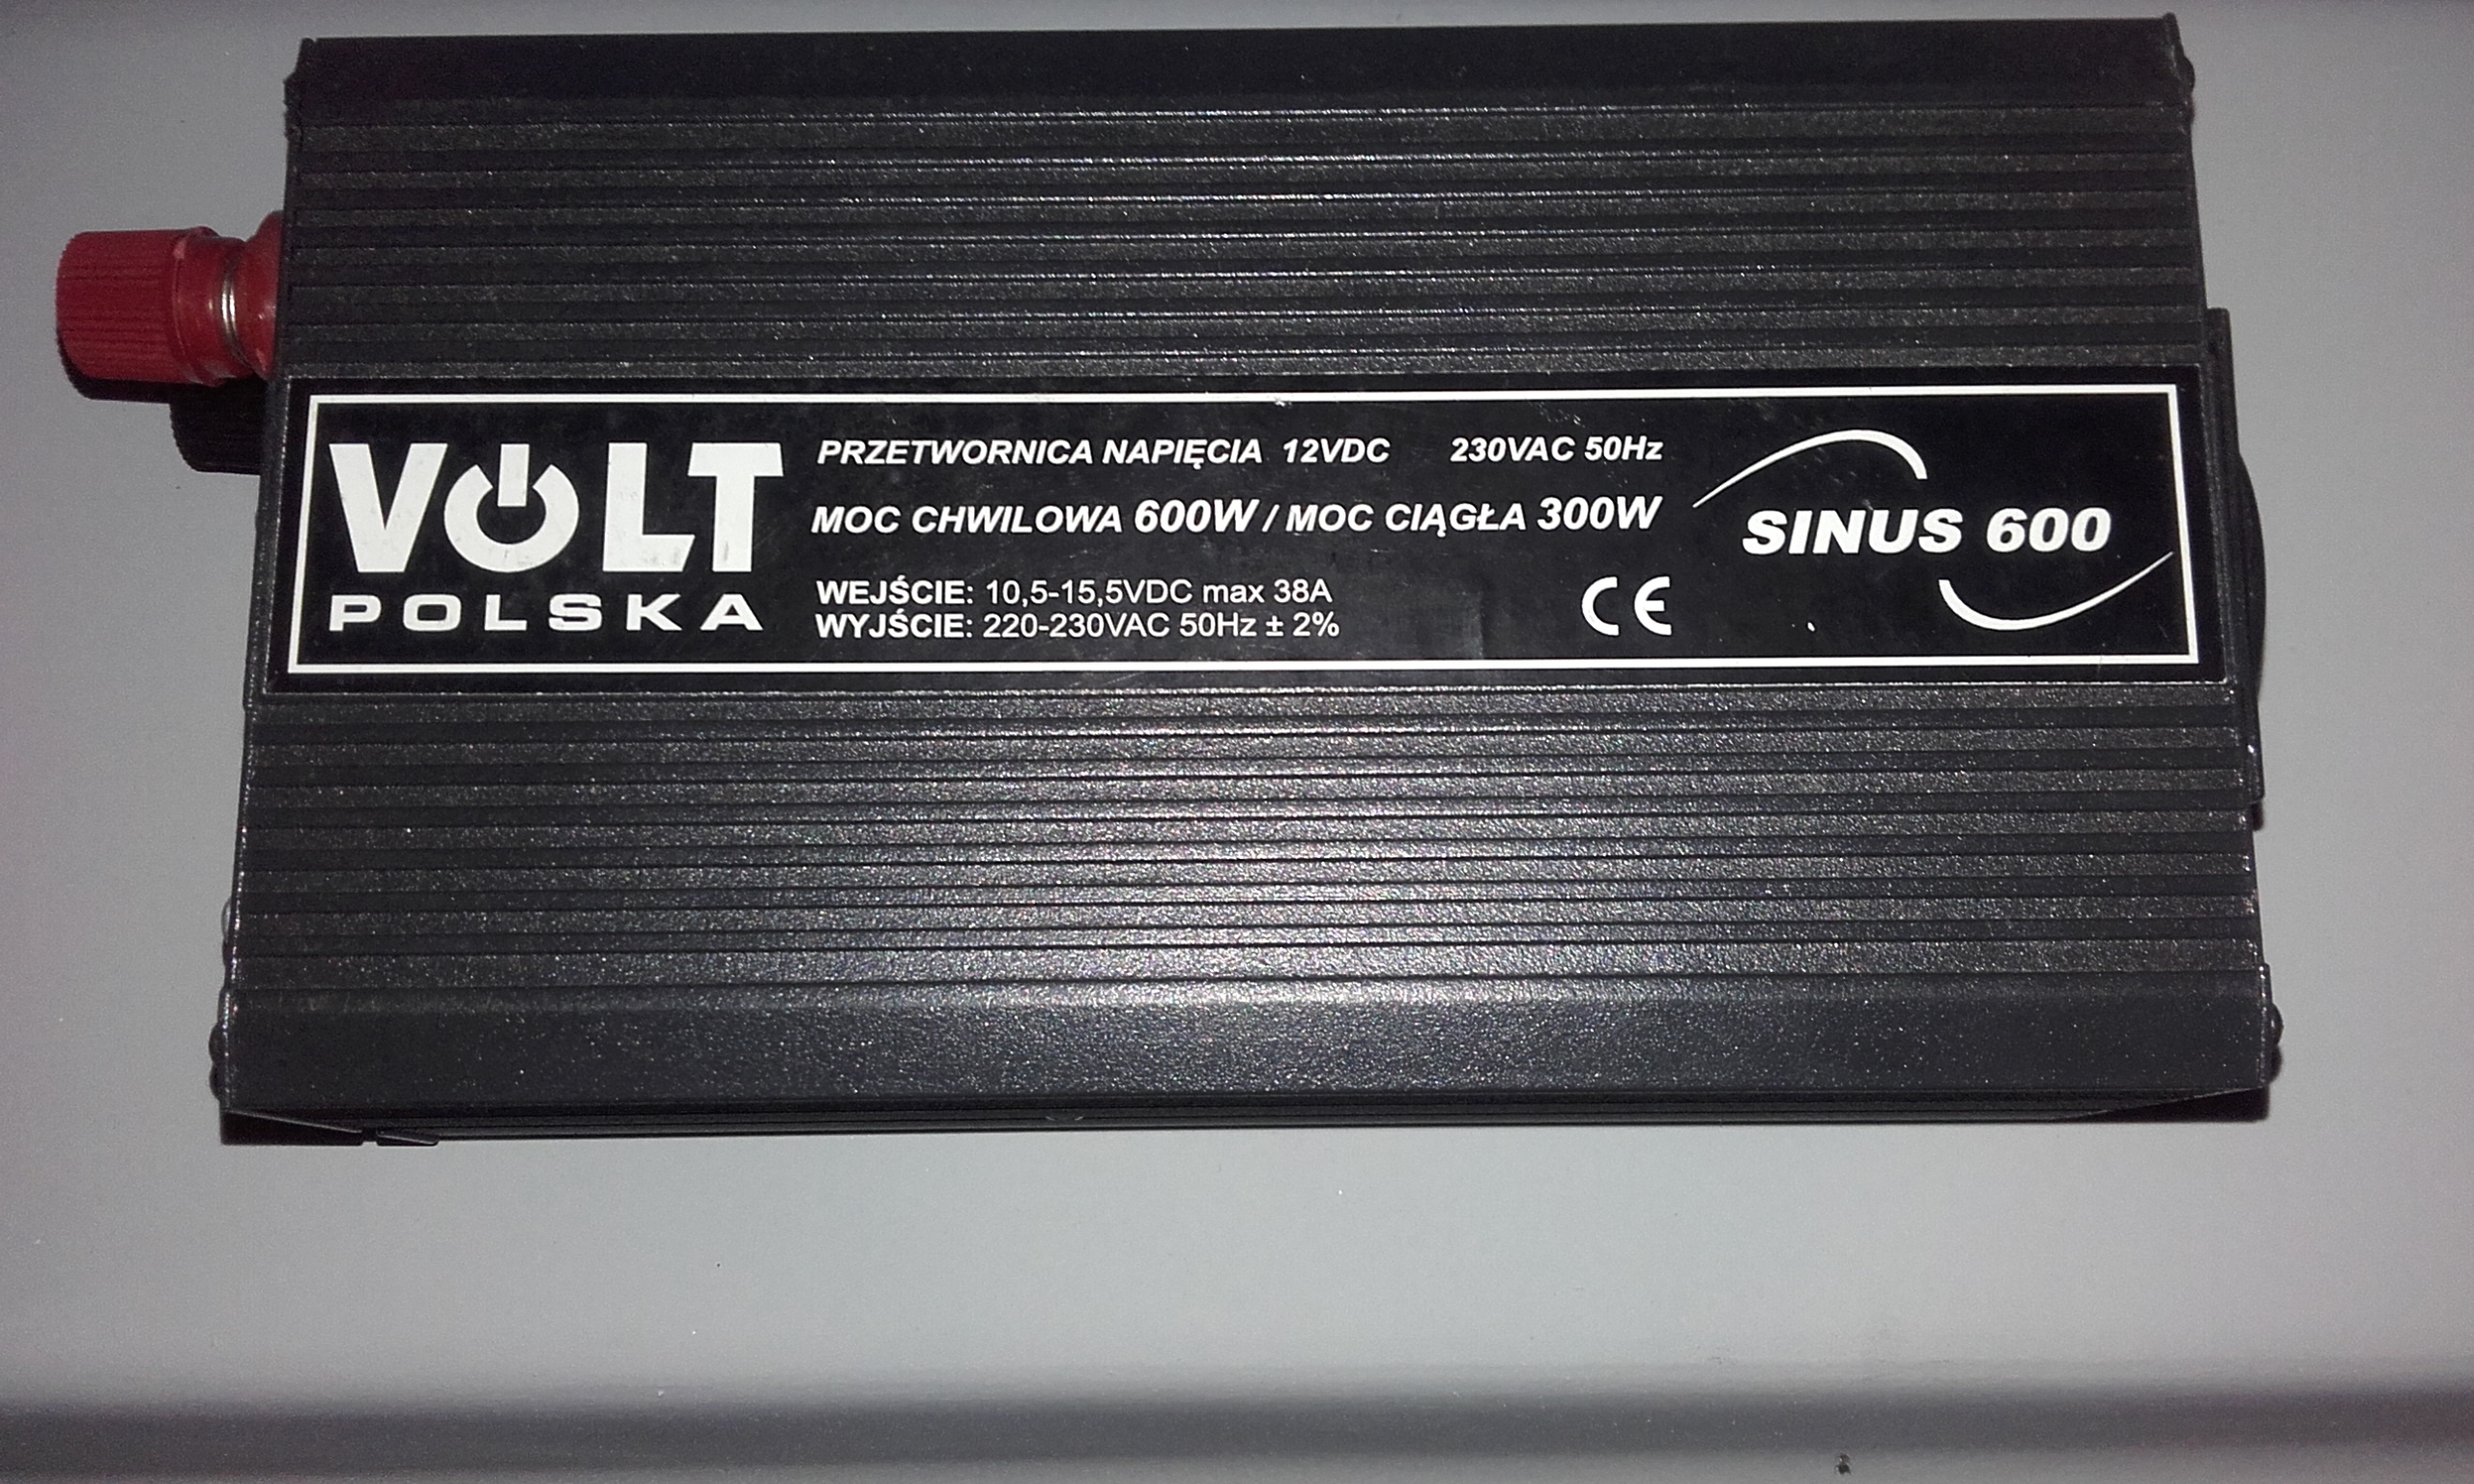 VOLT
POLSKA
PRZETWORNICA NAPIĘCIA 12VDC 230VAC 50Hz
MOC CHWILOWA 600W / MOC CIĄGŁA 300W
WEJŚCIE: 10,5-15,5VDC max 38A
WYJŚCIE: 220-230VAC 50Hz ± 2%
CE
SINUS 600